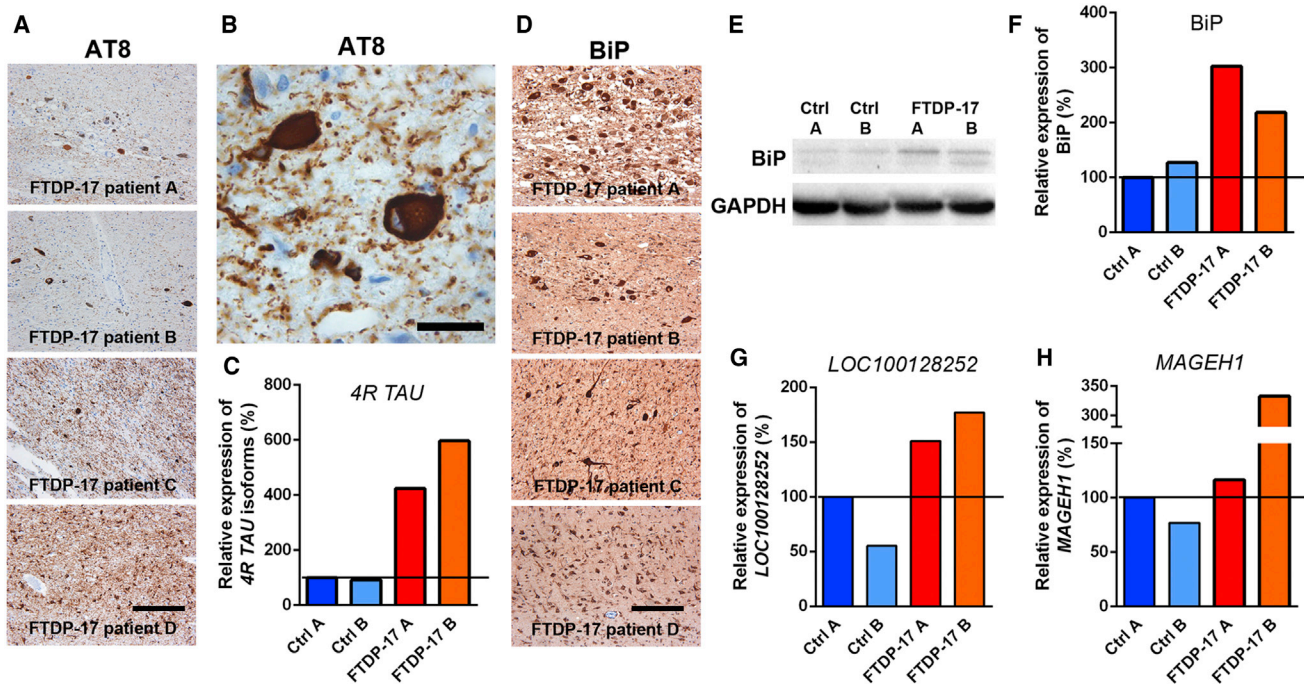 A
AT8
FTDP-17 patient A
FTDP-17 patient B
FTDP-17 patient C
FTDP-17 patient D
B
AT8
C
4R TAU
Relative expression of
4R TAU isoforms (%)
800
600
400
200
100
0
Ctrl A
Ctrl B
FTDP-17 A
FTDP-17 B
D
BiP
FTDP-17 patient A
FTDP-17 patient B
FTDP-17 patient C
FTDP-17 patient D
E
Ctrl Ctrl FTDP-17
A B A B
BiP
GAPDH
F
BiP
Relative expression of
BiP (%)
400
300
200
100
0
Ctrl A
Ctrl B
FTDP-17 A
FTDP-17 B
G
LOC100128252
Relative expression of
LOC100128252 (%)
200
150
100
50
0
Ctrl A
Ctrl B
FTDP-17 A
FTDP-17 B
H
MAGEH1
Relative expression of
MAGEH1 (%)
350
300
150
100
50
0
Ctrl A
Ctrl B
FTDP-17 A
FTDP-17 B